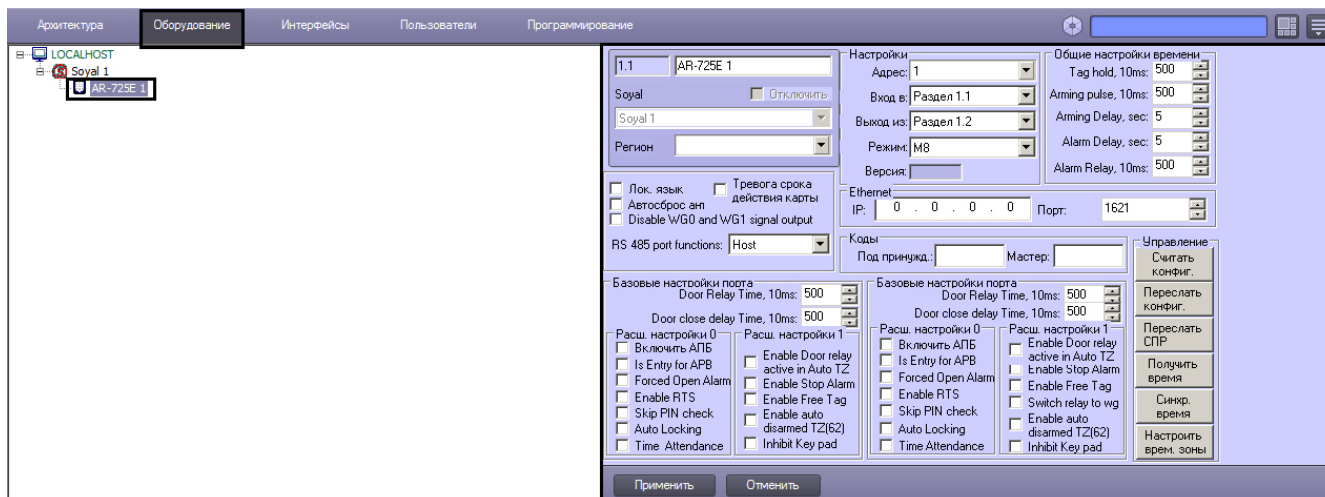 Архитектура Оборудование Интерфейсы Пользователи Программирование
LOCALHOST
Soyal 1
AR-725E 1
1.1 AR-725E 1
Soyal Отключить
Soyal 1
Регион
Настройки
Адрес: 1
Вход в: Раздел 1.1
Выход из: Раздел 1.2
Режим: M8
Версия:
Общие настройки времени
Tag hold, 10ms: 500
Arming pulse, 10ms: 500
Arming Delay, sec: 5
Alarm Delay, sec: 5
Alarm Relay, 10ms: 500
Лок. язык
Тревога срока
действия карты
Автосброс ап
Disable WG0 and WG1 signal output
RS 485 port functions: Host
Ethernet
IP: 0 . 0 . 0 . 0 Порт: 1621
Коды
Под принужд.: Мастер:
Управление
Считать
конфиг.
Переслать
конфиг.
Переслать
СПР
Получить
время
Синхр.
время
Настроить
врем. зоны
Базовые настройки порта
Door Relay Time, 10ms: 500
Door close delay Time, 10ms: 500
Расш. настройки 0
Включить АПБ
Is Entry for APB
Forced Open Alarm
Enable RTS
Skip PIN check
Auto Locking
Time Attendance
Расш. настройки 1
Enable Door relay
active in Auto TZ
Enable Stop Alarm
Enable Free Tag
Enable auto
disarmed TZ(62)
Inhibit Key pad
Базовые настройки порта
Door Relay Time, 10ms: 500
Door close delay Time, 10ms: 500
Расш. настройки 0
Включить АПБ
Is Entry for APB
Forced Open Alarm
Enable RTS
Skip PIN check
Auto Locking
Time Attendance
Расш. настройки 1
Enable Door relay
active in Auto TZ
Enable Stop Alarm
Enable Free Tag
Switch relay to wg
Enable auto
disarmed TZ(62)
Inhibit Key pad
Применить Отменить